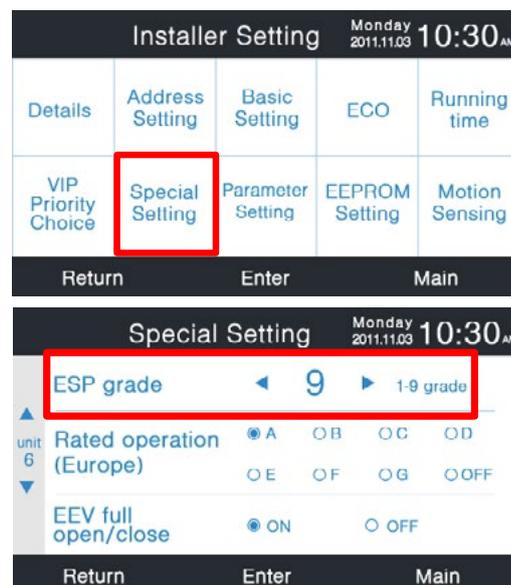 Installer Setting Monday 2011.11.03 10:30 AM
Details Address Setting Basic Setting ECO Running time
VIP Priority Choice Special Setting Parameter Setting EEPROM Setting Motion Sensing
Return Enter Main
Special Setting Monday 2011.11.03 10:30 AM
ESP grade ◀ 9 ▶ 1-9 grade
▲ unit 6 ▼
Rated operation (Europe) A B C D
E F G OFF
EEV full open/close ON OFF
Return Enter Main